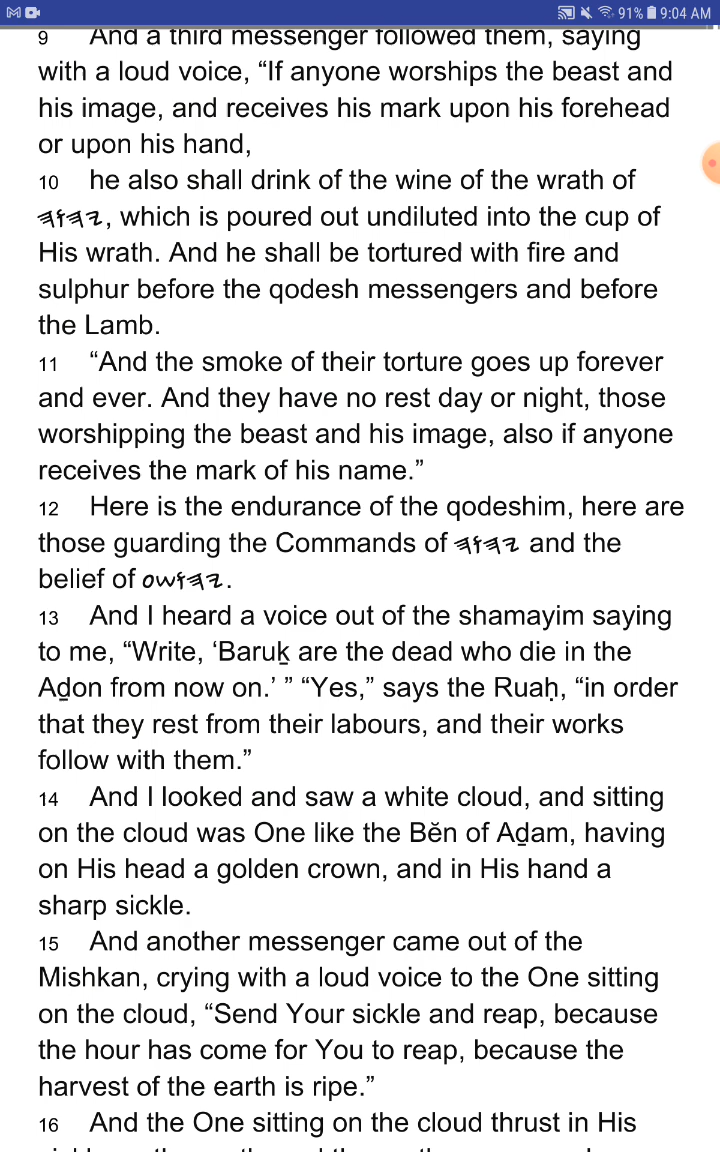 91% 9:04 AM
9 And a third messenger followed them, saying
with a loud voice, “If anyone worships the beast and
his image, and receives his mark upon his forehead
or upon his hand,
10 he also shall drink of the wine of the wrath of
𐤉𐤄𐤅𐤄, which is poured out undiluted into the cup of
His wrath. And he shall be tortured with fire and
sulphur before the qodesh messengers and before
the Lamb.
11 “And the smoke of their torture goes up forever
and ever. And they have no rest day or night, those
worshipping the beast and his image, also if anyone
receives the mark of his name.”
12 Here is the endurance of the qodeshim, here are
those guarding the Commands of 𐤉𐤄𐤅𐤄 and the
belief of 𐤉𐤄𐤅𐤔𐤏.
13 And I heard a voice out of the shamayim saying
to me, “Write, ‘Baruḵ are the dead who die in the
Aḏon from now on.’ ” “Yes,” says the Ruaḥ, “in order
that they rest from their labours, and their works
follow with them.”
14 And I looked and saw a white cloud, and sitting
on the cloud was One like the Bĕn of Aḏam, having
on His head a golden crown, and in His hand a
sharp sickle.
15 And another messenger came out of the
Mishkan, crying with a loud voice to the One sitting
on the cloud, “Send Your sickle and reap, because
the hour has come for You to reap, because the
harvest of the earth is ripe.”
16 And the One sitting on the cloud thrust in His